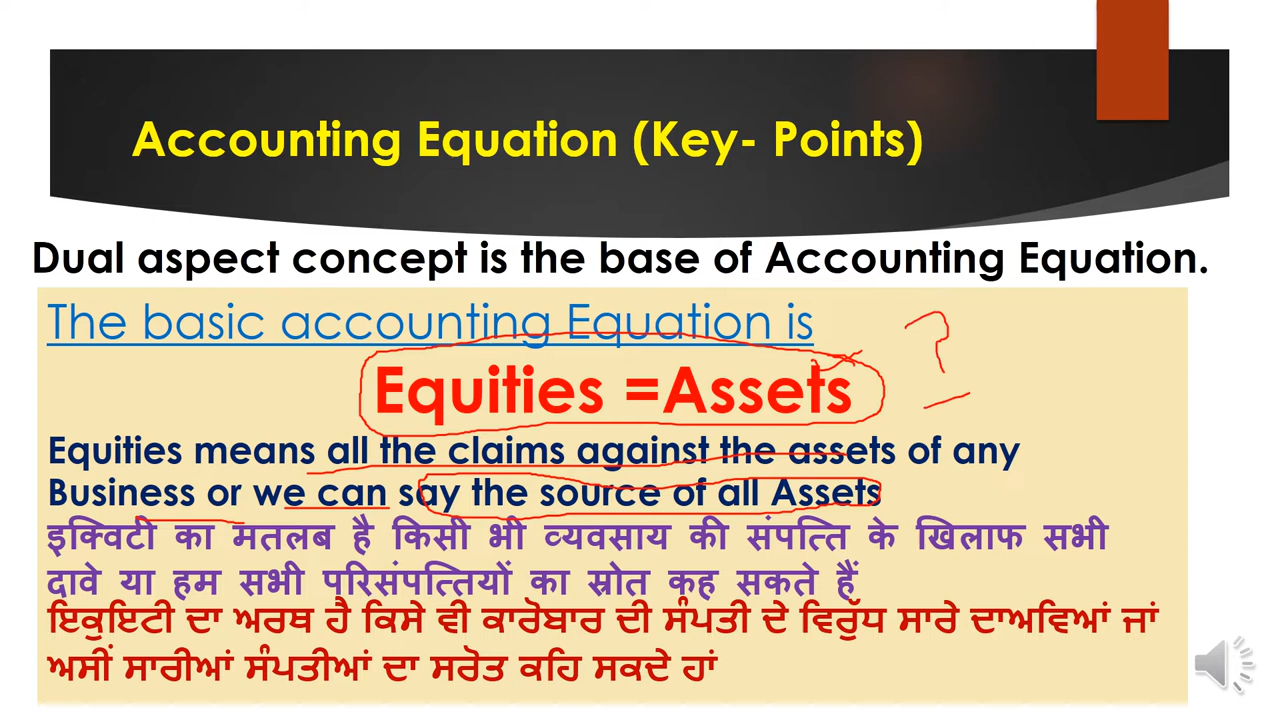 Accounting Equation (Key- Points)
Dual aspect concept is the base of Accounting Equation.
The basic accounting Equation is
Equities =Assets
?
Equities means all the claims against the assets of any
Business or we can say the source of all Assets
इक्विटी का मतलब है किसी भी व्यवसाय की संपत्ति के खिलाफ सभी
दावे या हम सभी परिसंपत्तियों का स्रोत कह सकते हैं
ਇਕੁਇਟੀ ਦਾ ਅਰਥ ਹੈ ਕਿਸੇ ਵੀ ਕਾਰੋਬਾਰ ਦੀ ਸੰਪਤੀ ਦੇ ਵਿਰੁੱਧ ਸਾਰੇ ਦਾਅਵਿਆਂ ਜਾਂ
ਅਸੀਂ ਸਾਰੀਆਂ ਸੰਪਤੀਆਂ ਦਾ ਸਰੋਤ ਕਹਿ ਸਕਦੇ ਹਾਂ